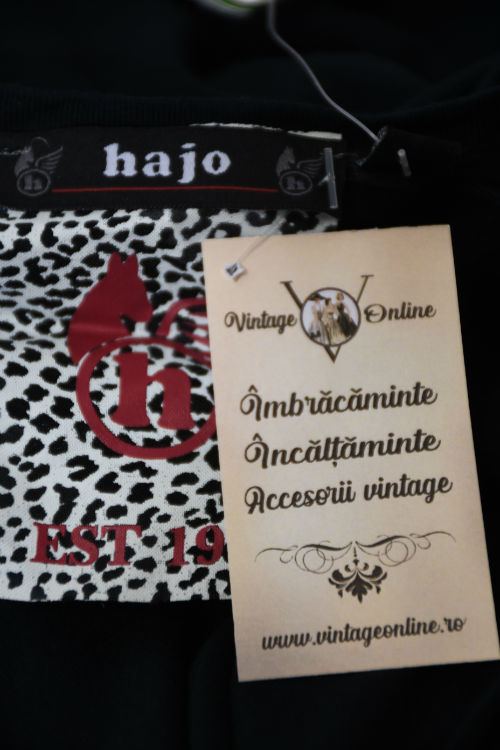 hajo
h
h
h
EST 19
Vintage Online
Îmbrăcăminte
Încălțăminte
Accesorii vintage
www.vintageonline.ro